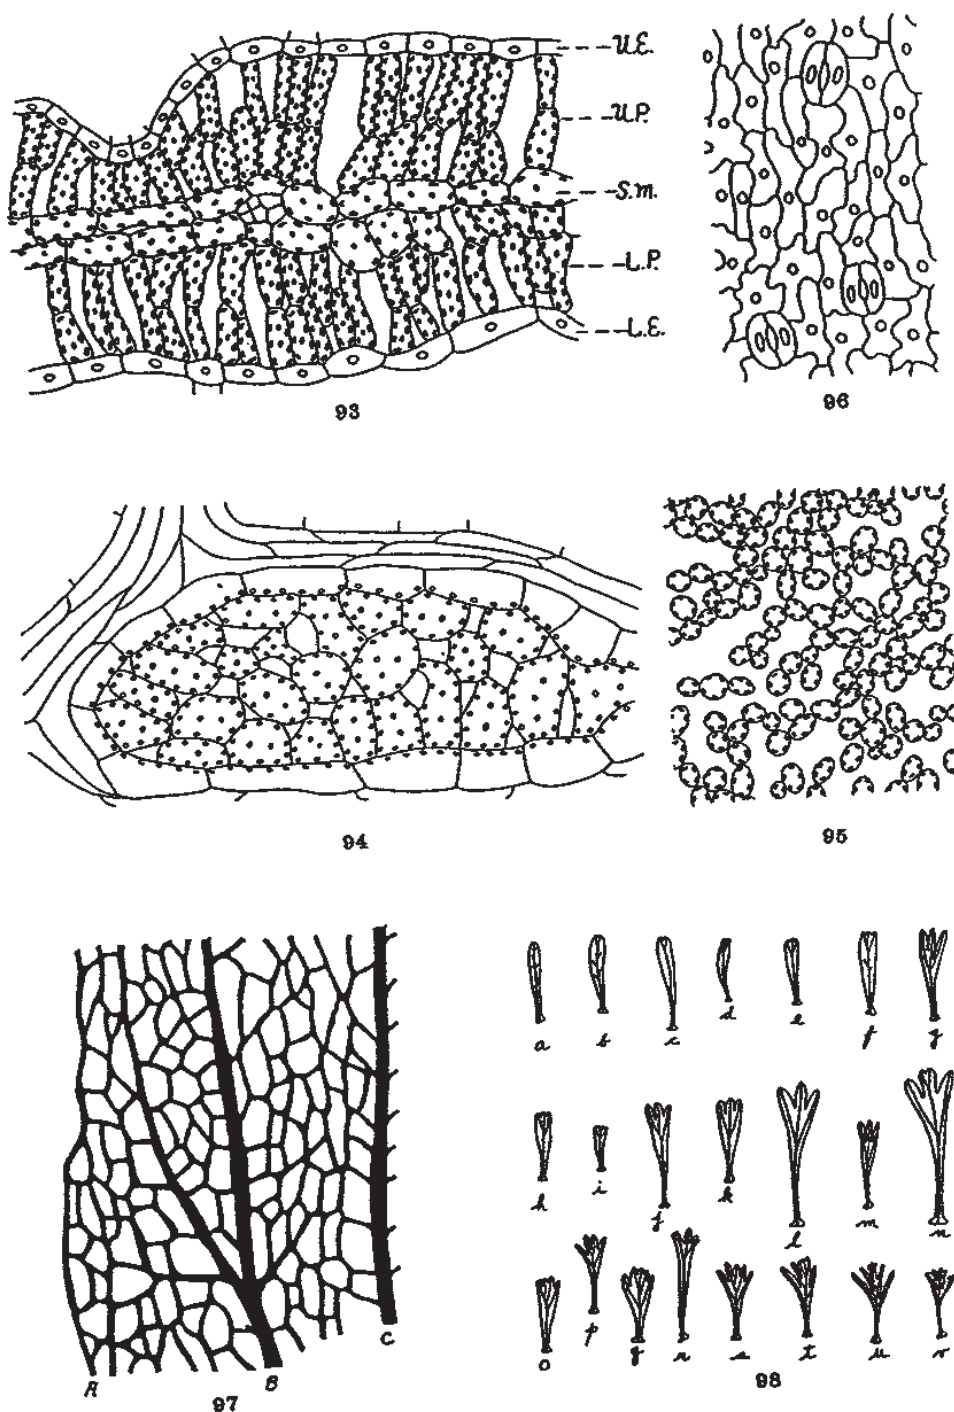 U.E.
U.P.
S.m.
L.P.
L.E.
93
96
94
95
A
B
C
97
a b c d e f g
h i j k l m n
o p q r s t u v
98